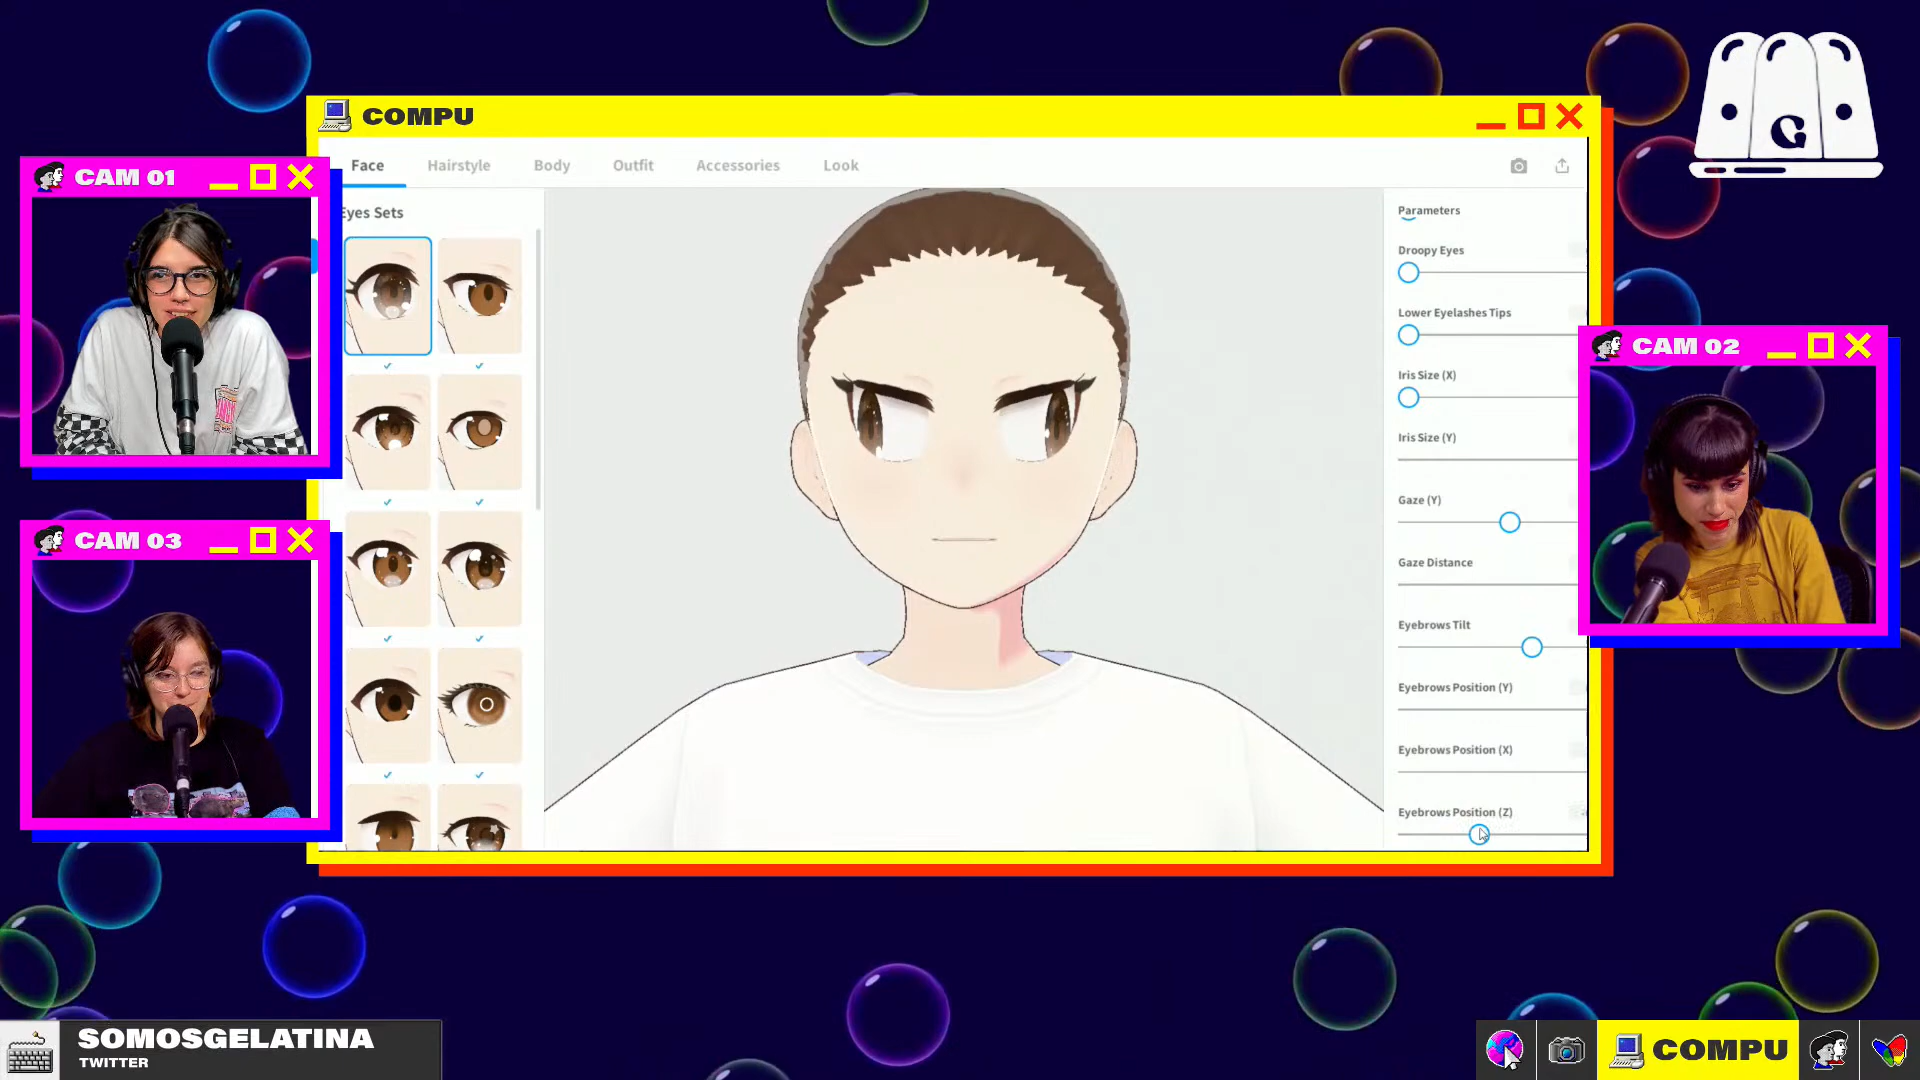 COMPU
CAM 01
CAM 02
CAM 03
Face
Hairstyle
Body
Outfit
Accessories
Look
Eyes Sets
Parameters
Droopy Eyes
Lower Eyelashes Tips
Iris Size (X)
Iris Size (Y)
Gaze (Y)
Gaze Distance
Eyebrows Tilt
Eyebrows Position (Y)
Eyebrows Position (X)
Eyebrows Position (Z)
SOMOSGELATINA
TWITTER
COMPU